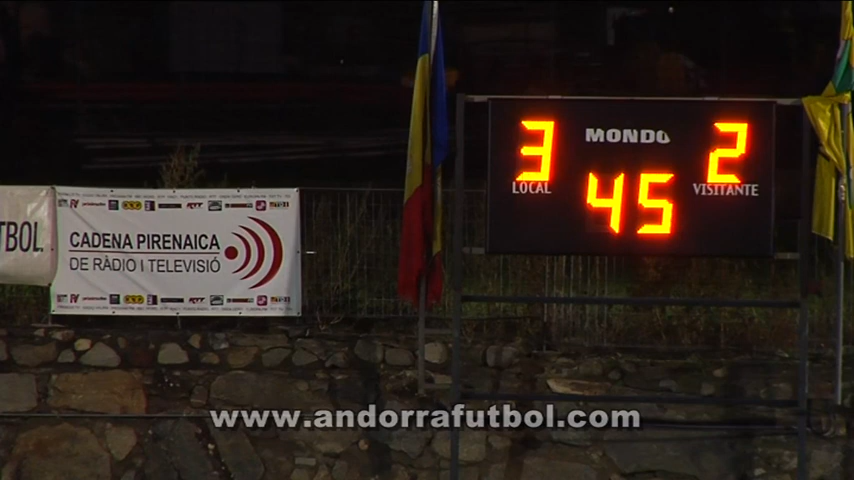 3 MONDO 2
LOCAL 45 VISITANTE
TBOL
CADENA PIRENAICA
DE RÀDIO I TELEVISIÓ
www.andorrafutbol.com